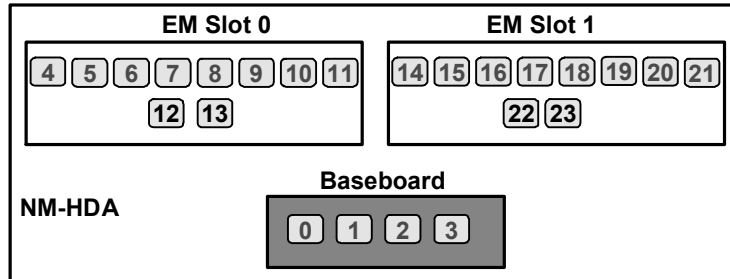 EM Slot 0 EM Slot 1
4 5 6 7 8 9 10 11 14 15 16 17 18 19 20 21
12 13 22 23
Baseboard
NM-HDA
0 1 2 3